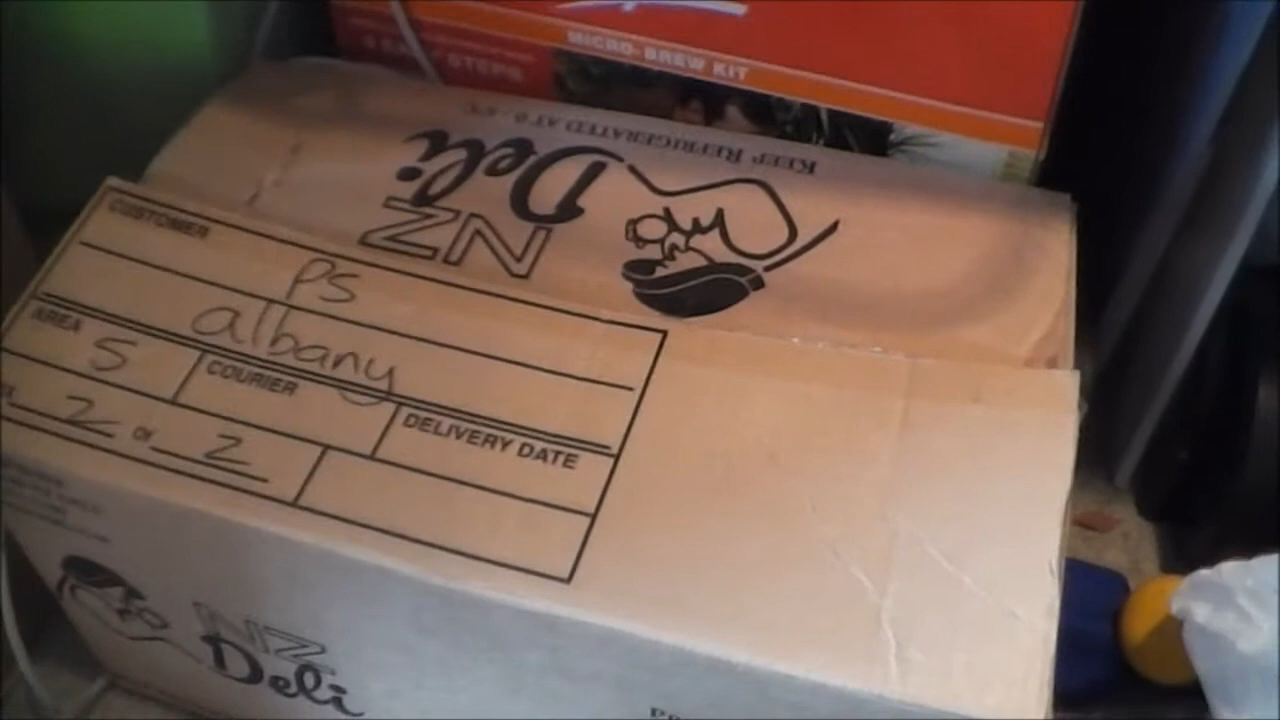 MICRO-BREW KIT
STEPS
KEEP REFRIGERATED AT 0 - 4°C
NZ
Deli
CUSTOMER
PS
albany
AREA
5
COURIER
DELIVERY DATE
2 OF 2
NZ
Deli